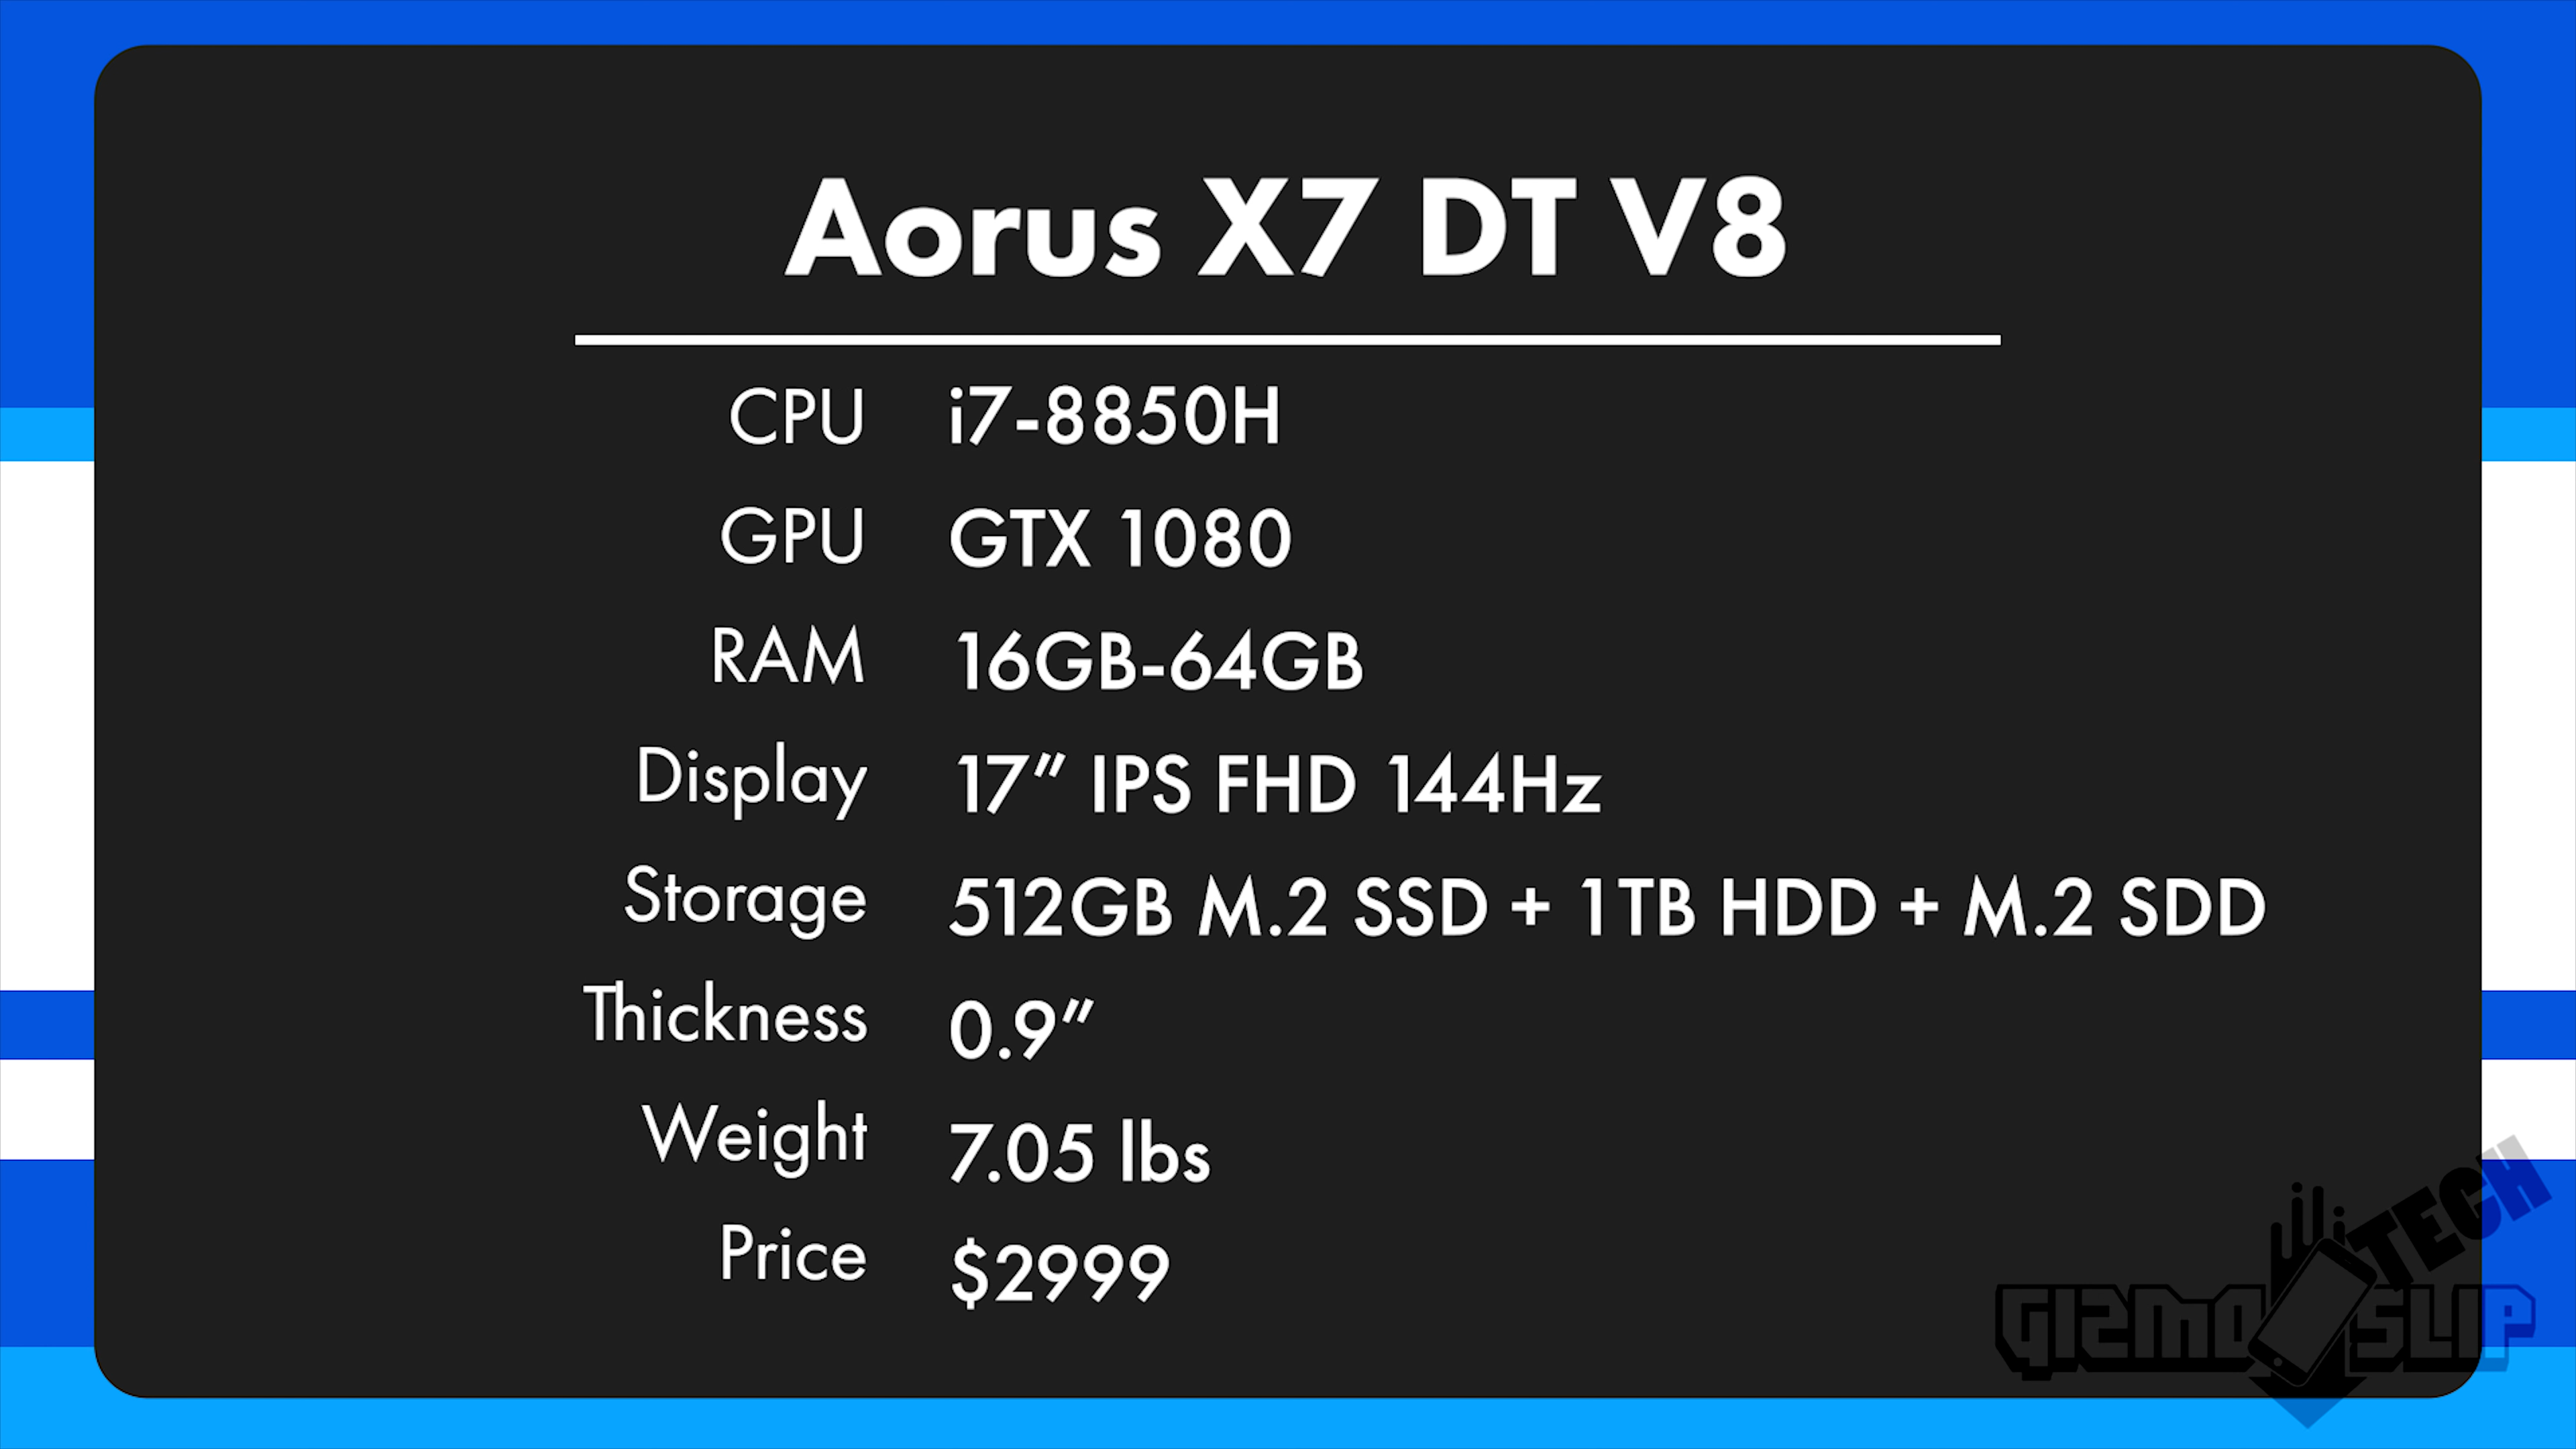 Aorus X7 DT V8
CPU i7-8850H
GPU GTX 1080
RAM 16GB-64GB
Display 17" IPS FHD 144Hz
Storage 512GB M.2 SSD + 1TB HDD + M.2 SDD
Thickness 0.9"
Weight 7.05 lbs
Price $2999
TECH
GIZMO SLIP